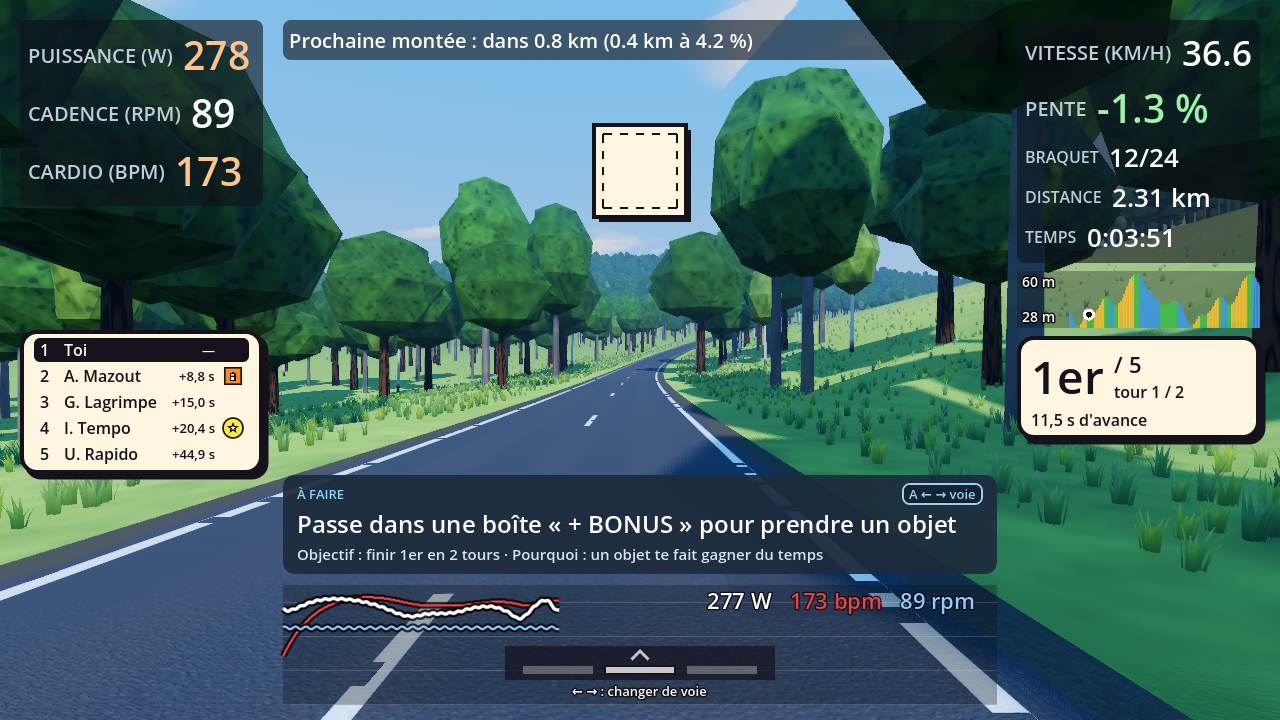 PUISSANCE (W) 278
CADENCE (RPM) 89
CARDIO (BPM) 173
Prochaine montée : dans 0.8 km (0.4 km à 4.2 %)
VITESSE (KM/H) 36.6
PENTE -1.3 %
BRAQUET 12/24
DISTANCE 2.31 km
TEMPS 0:03:51
60 m
28 m
1 Toi —
2 A. Mazout +8,8 s
3 G. Lagrimpe +15,0 s
4 I. Tempo +20,4 s
5 U. Rapido +44,9 s
1er / 5
tour 1 / 2
11,5 s d'avance
À FAIRE
A ← → voie
Passe dans une boîte « + BONUS » pour prendre un objet
Objectif : finir 1er en 2 tours · Pourquoi : un objet te fait gagner du temps
277 W 173 bpm 89 rpm
← → : changer de voie